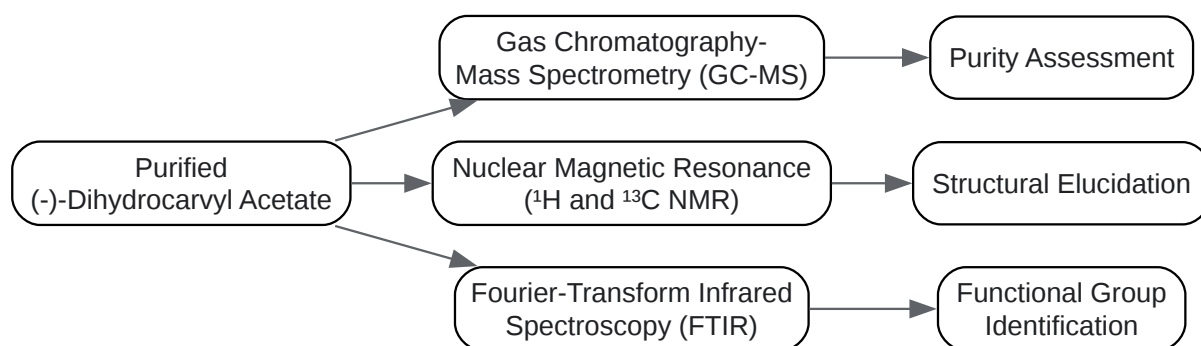 Gas Chromatography-
Mass Spectrometry (GC-MS)
Purity Assessment
Purified
(-)-Dihydrocarvyl Acetate
Nuclear Magnetic Resonance
(¹H and ¹³C NMR)
Structural Elucidation
Fourier-Transform Infrared
Spectroscopy (FTIR)
Functional Group
Identification